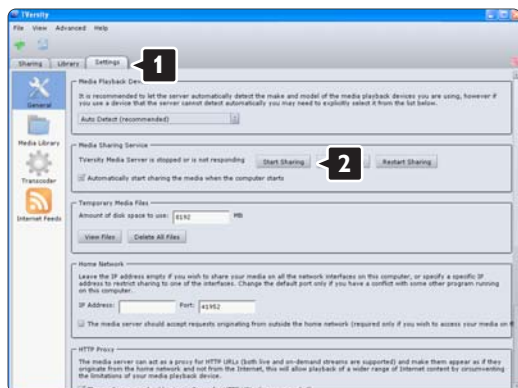 TVersity
File View Advanced Help
Sharing Library Settings
1
General
Media Library
Transcoder
Internet Feeds
Media Playback
It is recommended to let the server automatically detect the make and model of the media playback devices you are using, however if
you use a device that the server cannot detect automatically you may need to explicitly select it from the list below.
Auto Detect (recommended)
Media Sharing Service
TVersity Media Server is stopped or is not responding Start Sharing 2 Restart Sharing
Automatically start sharing the media when the computer starts
Temporary Media Files
Amount of disk space to use: 8192 MB
View Files Delete All Files
Home Network
Leave the IP address empty if you wish to share your media on all the network interfaces on this computer, or specify a specific IP
address to restrict sharing to one of the interfaces. Change the default port only if you have a conflict with some other program running
on this computer.
IP Address: Port: 41952
The media server should accept requests originating from outside the home network (required only if you wish to access your media on
HTTP Proxy
The media server can act as a proxy for HTTP URLs (both live and on-demand streams are supported) and make them appear as if they
originate from the home network and not from the Internet, this will allow playback of a wider range of Internet content by circumventing
the limitations of your media playback device.